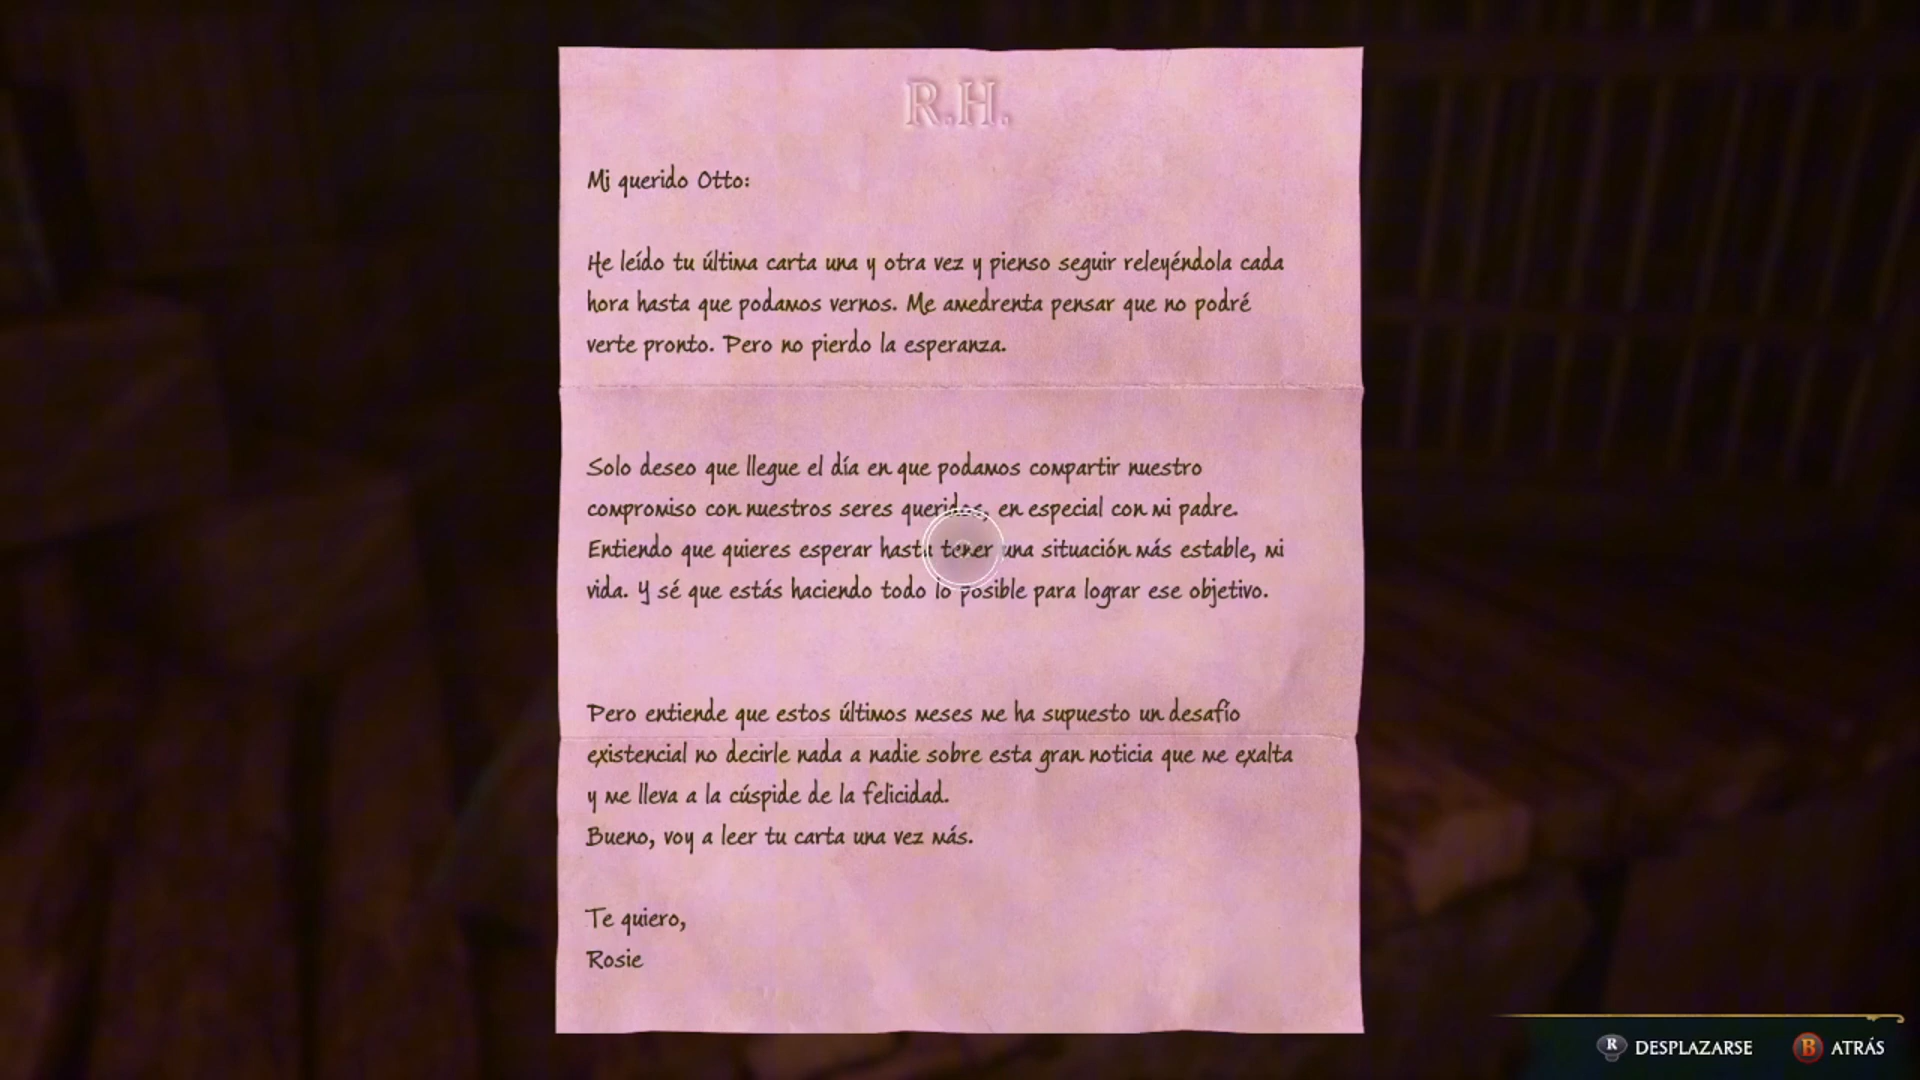 R.H.
Mi querido Otto:
He leído tu última carta una y otra vez y pienso seguir releyéndola cada
hora hasta que podamos vernos. Me amedrenta pensar que no podré
verte pronto. Pero no pierdo la esperanza.
Solo deseo que llegue el día en que podamos compartir nuestro
compromiso con nuestros seres queridos, en especial con mi padre.
Entiendo que quieres esperar hasta tener una situación más estable, mi
vida. Y sé que estás haciendo todo lo posible para lograr ese objetivo.
Pero entiende que estos últimos meses me ha supuesto un desafío
existencial no decirle nada a nadie sobre esta gran noticia que me exalta
y me lleva a la cúspide de la felicidad.
Bueno, voy a leer tu carta una vez más.
Te quiero,
Rosie
R DESPLAZARSE B ATRÁS